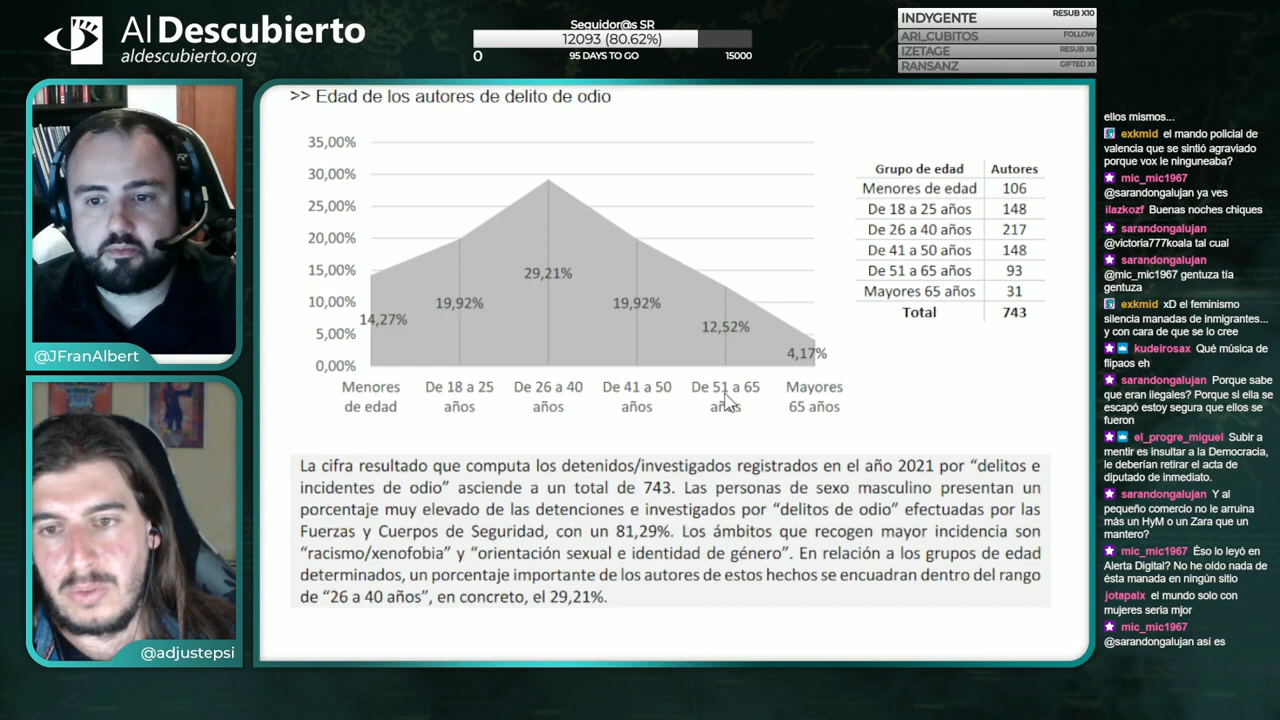 Al Descubierto
aldescubierto.org
Seguidor@s SR
12093 (80.62%)
0
95 DAYS TO GO
15000
INDYGENTE
RESUB X10
ARI_CUBITOS
FOLLOW
IZETAGE
RESUB X8
RANSANZ
GIFTED X1
@JFranAlbert
@adjustepsi
>> Edad de los autores de delito de odio
35,00%
30,00%
25,00%
20,00%
15,00%
10,00%
5,00%
0,00%
14,27%
19,92%
29,21%
19,92%
12,52%
4,17%
Menores de edad
De 18 a 25 años
De 26 a 40 años
De 41 a 50 años
De 51 a 65 años
Mayores 65 años
Grupo de edad Autores
Menores de edad 106
De 18 a 25 años 148
De 26 a 40 años 217
De 41 a 50 años 148
De 51 a 65 años 93
Mayores 65 años 31
Total 743
La cifra resultado que computa los detenidos/investigados registrados en el año 2021 por “delitos e
incidentes de odio” asciende a un total de 743. Las personas de sexo masculino presentan un
porcentaje muy elevado de las detenciones e investigados por “delitos de odio” efectuadas por las
Fuerzas y Cuerpos de Seguridad, con un 81,29%. Los ámbitos que recogen mayor incidencia son
“racismo/xenofobia” y “orientación sexual e identidad de género”. En relación a los grupos de edad
determinados, un porcentaje importante de los autores de estos hechos se encuadran dentro del rango
de “26 a 40 años”, en concreto, el 29,21%.
ellos mismos...
exkmid el mando policial de
valencia que se sintió agraviado
porque vox le ninguneaba?
mic_mic1967
@sarandongalujan ya ves
ilazkozf Buenas noches chiques
sarandongalujan
@victoria777koala tal cual
sarandongalujan
@mic_mic1967 gentuza tía
gentuza
exkmid xD el feminismo
silencia manadas de inmigrantes...
y con cara de que se lo cree
kudeirosax Qué música de
flipaos eh
sarandongalujan Porque sabe
que eran ilegales? Porque si ella se
escapó estoy segura que ellos se
fueron
el_progre_miguel Subir a
mentir es insultar a la Democracia,
le deberían retirar el acta de
diputado de inmediato.
sarandongalujan Y al
pequeño comercio no le arruina
más un HyM o un Zara que un
mantero?
mic_mic1967 Éso lo leyó en
Alerta Digital? No he oído nada de
ésta manada en ningún sitio
jotapaix el mundo solo con
mujeres seria mjor
mic_mic1967
@sarandongalujan así es